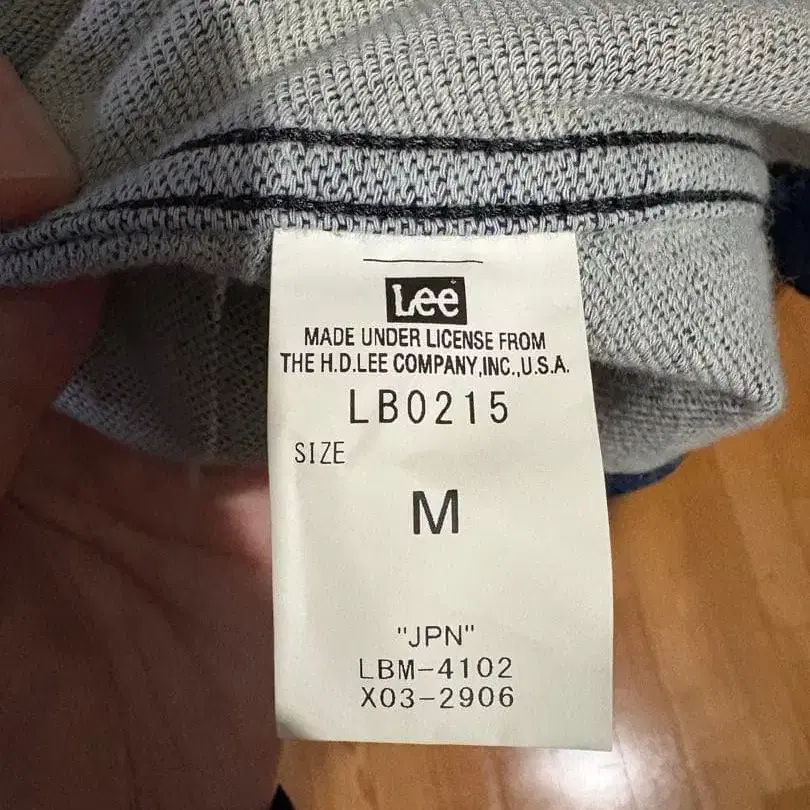 Lee
MADE UNDER LICENSE FROM
THE H.D.LEE COMPANY,INC.,U.S.A.
LB0215
SIZE
M
"JPN"
LBM-4102
X03-2906